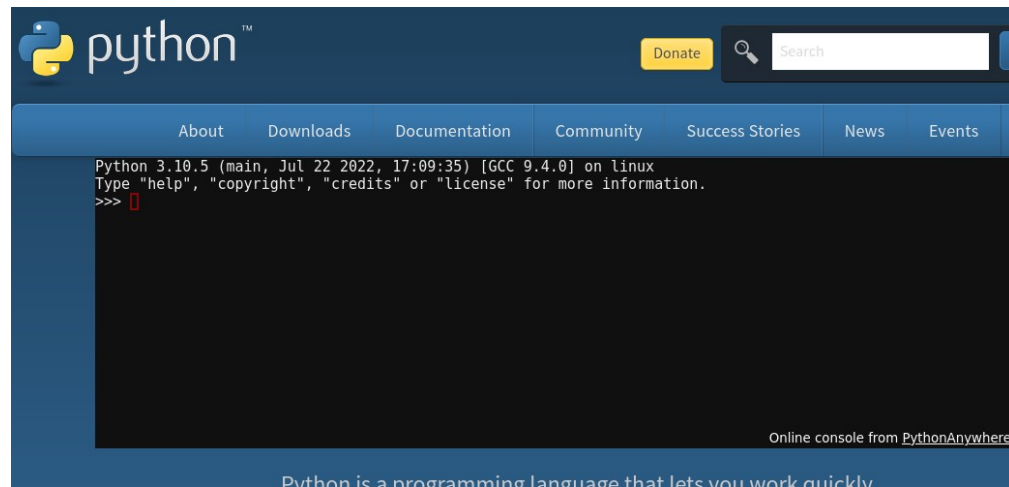 python™
Donate
Search
About Downloads Documentation Community Success Stories News Events
Python 3.10.5 (main, Jul 22 2022, 17:09:35) [GCC 9.4.0] on linux
Type "help", "copyright", "credits" or "license" for more information.
>>>
Online console from PythonAnywhere
Python is a programming language that lets you work quickly